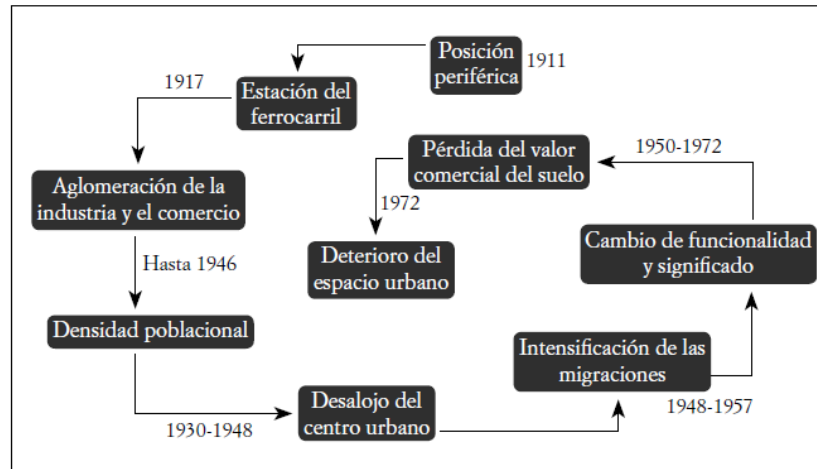 Posición
periférica
1911
Estación del
ferrocarril
1917
Aglomeración de la
industria y el comercio
Hasta 1946
Densidad poblacional
1930-1948
Desalojo del
centro urbano
Intensificación de las
migraciones
1948-1957
Cambio de funcionalidad
y significado
1950-1972
Pérdida del valor
comercial del suelo
1972
Deterioro del
espacio urbano